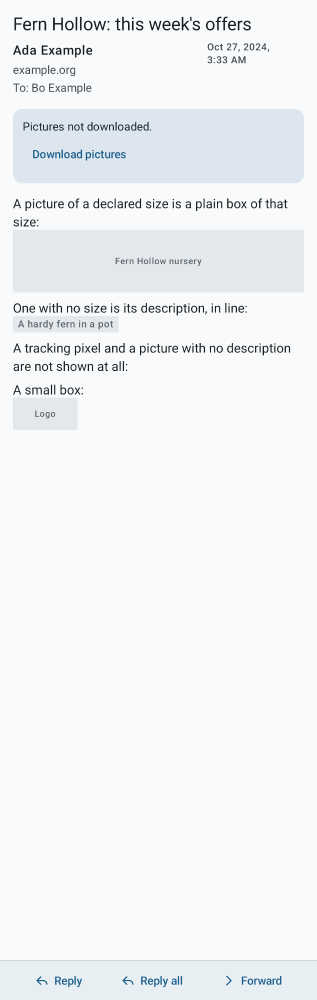 Fern Hollow: this week's offers
Ada Example
Oct 27, 2024,
3:33 AM
example.org
To: Bo Example
Pictures not downloaded.
Download pictures
A picture of a declared size is a plain box of that
size:
Fern Hollow nursery
One with no size is its description, in line:
A hardy fern in a pot
A tracking pixel and a picture with no description
are not shown at all:
A small box:
Logo
Reply
Reply all
Forward